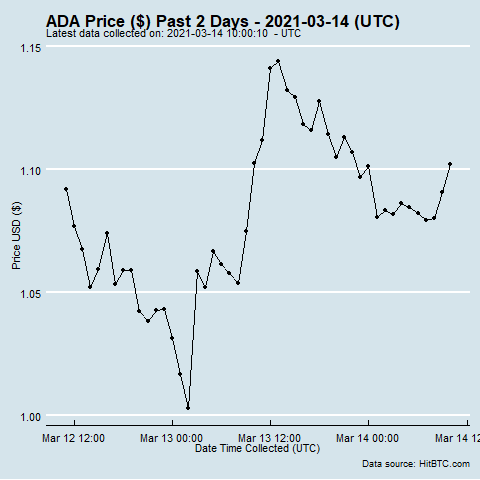 ADA Price ($) Past 2 Days - 2021-03-14 (UTC)
Latest data collected on: 2021-03-14 10:00:10  - UTC
1.15
1.10
1.05
1.00
Price USD ($)
Mar 12 12:00 Mar 13 00:00 Mar 13 12:00 Mar 14 00:00 Mar 14 12
Date Time Collected (UTC)
Data source: HitBTC.com